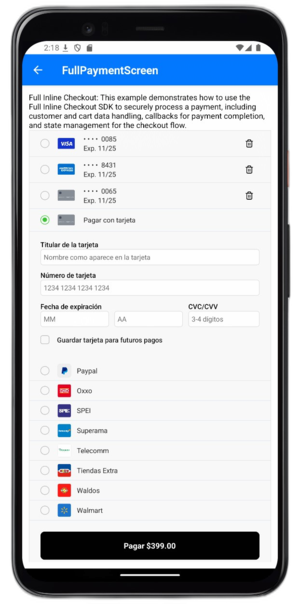 2:18
FullPaymentScreen
Full Inline Checkout: This example demonstrates how to use the
Full Inline Checkout SDK to securely process a payment, including
customer and cart data handling, callbacks for payment completion,
and state management for the checkout flow.
VISA
•••• 0085
Exp. 11/25
•••• 8431
Exp. 11/25
•••• 0065
Exp. 11/25
Pagar con tarjeta
Titular de la tarjeta
Nombre como aparece en la tarjeta
Número de tarjeta
1234 1234 1234 1234
Fecha de expiración CVC/CVV
MM AA 3-4 dígitos
Guardar tarjeta para futuros pagos
Paypal
Oxxo
SPEI SPEI
Superama
Telecomm
Tiendas Extra
Waldos
Walmart
Pagar $399.00